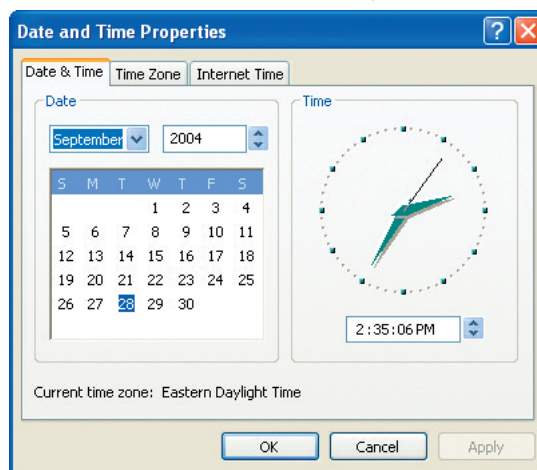 Date and Time Properties
Date & Time Time Zone Internet Time
Date
September 2004
S M T W T F S
1 2 3 4
5 6 7 8 9 10 11
12 13 14 15 16 17 18
19 20 21 22 23 24 25
26 27 28 29 30
Time
2:35:06 PM
Current time zone: Eastern Daylight Time
OK Cancel Apply